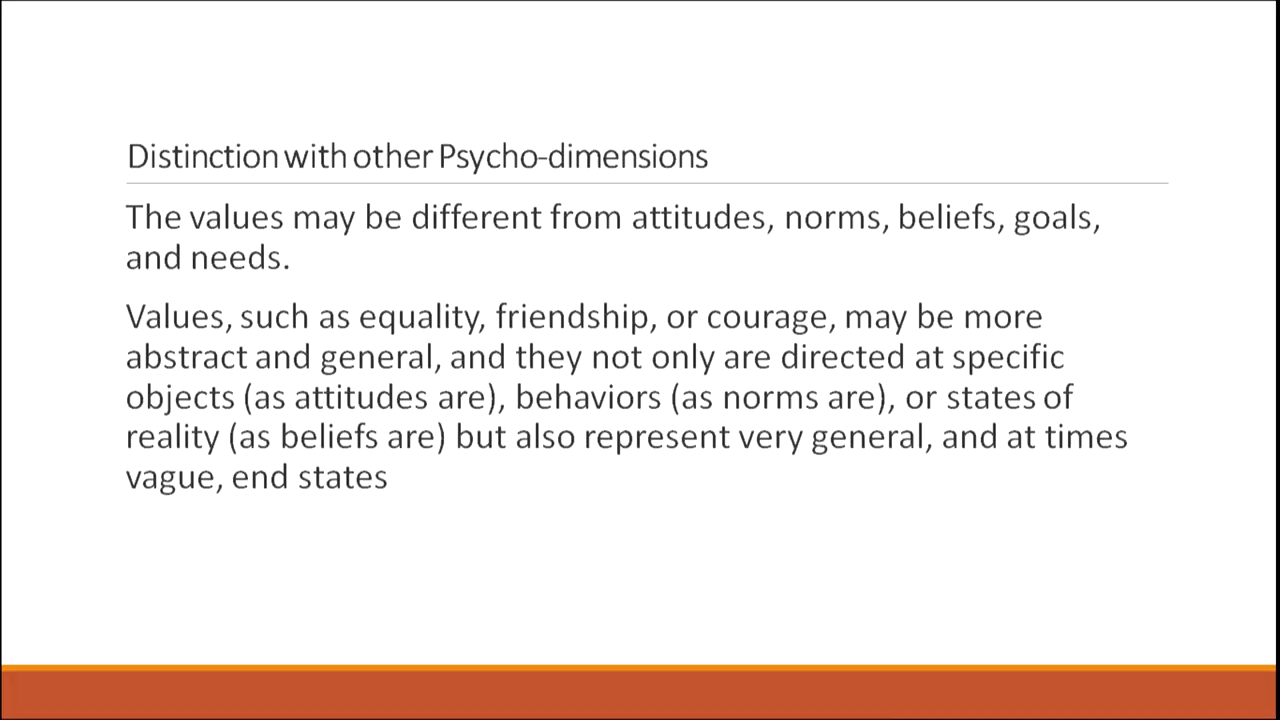 Distinction with other Psycho-dimensions
The values may be different from attitudes, norms, beliefs, goals,
and needs.
Values, such as equality, friendship, or courage, may be more
abstract and general, and they not only are directed at specific
objects (as attitudes are), behaviors (as norms are), or states of
reality (as beliefs are) but also represent very general, and at times
vague, end states